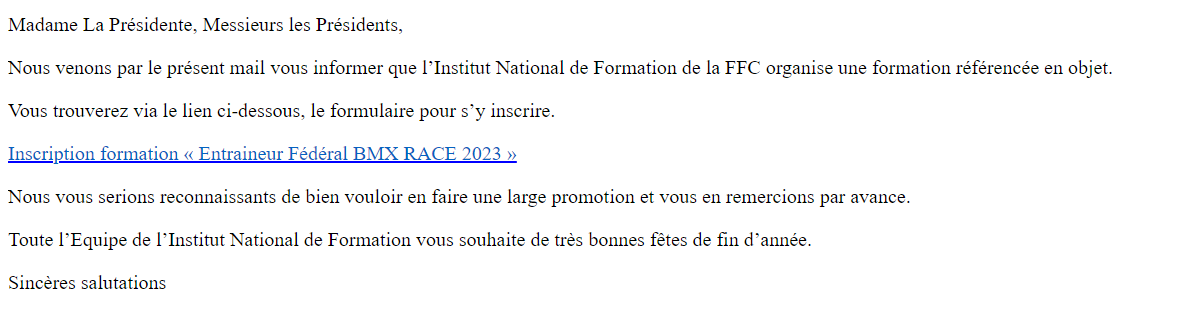 Madame La Présidente, Messieurs les Présidents,
Nous venons par le présent mail vous informer que l’Institut National de Formation de la FFC organise une formation référencée en objet.
Vous trouverez via le lien ci-dessous, le formulaire pour s’y inscrire.
Inscription formation « Entraineur Fédéral BMX RACE 2023 »
Nous vous serions reconnaissants de bien vouloir en faire une large promotion et vous en remercions par avance.
Toute l’Equipe de l’Institut National de Formation vous souhaite de très bonnes fêtes de fin d’année.
Sincères salutations